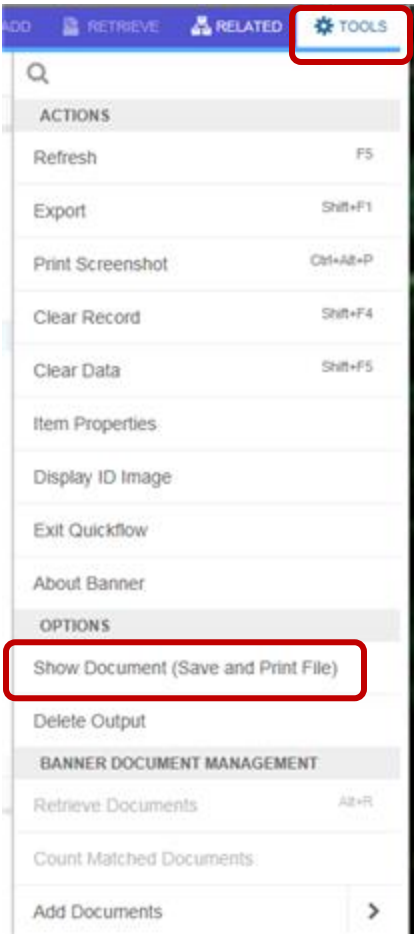 ADD RETRIEVE RELATED TOOLS
ACTIONS
Refresh F5
Export Shift+F1
Print Screenshot Ctrl+Alt+P
Clear Record Shift+F4
Clear Data Shift+F5
Item Properties
Display ID Image
Exit Quickflow
About Banner
OPTIONS
Show Document (Save and Print File)
Delete Output
BANNER DOCUMENT MANAGEMENT
Retrieve Documents Alt+R
Count Matched Documents
Add Documents